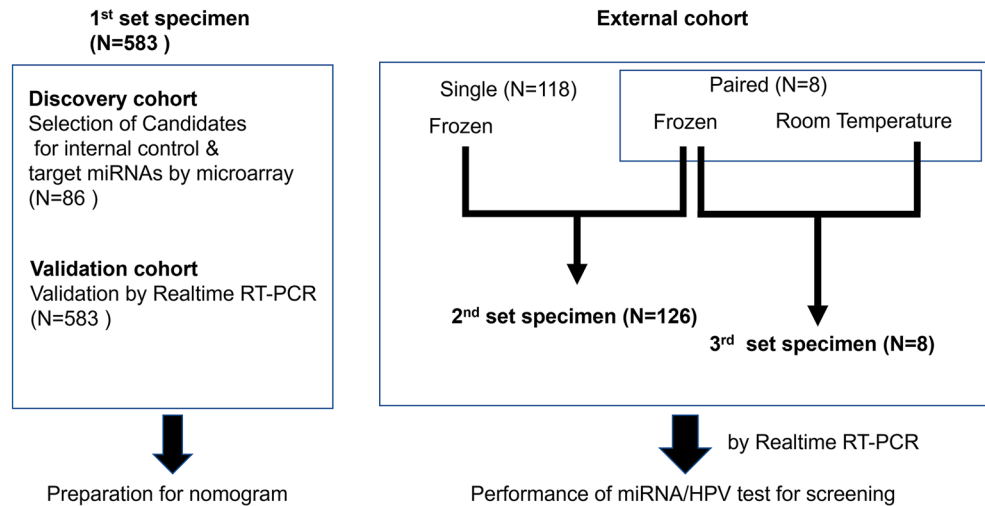 1st set specimen
(N=583 )
Discovery cohort
Selection of Candidates
for internal control &
target miRNAs by microarray
(N=86 )
Validation cohort
Validation by Realtime RT-PCR
(N=583 )
Preparation for nomogram
External cohort
Single (N=118)
Frozen
Paired (N=8)
Frozen
Room Temperature
2nd set specimen (N=126)
3rd set specimen (N=8)
by Realtime RT-PCR
Performance of miRNA/HPV test for screening